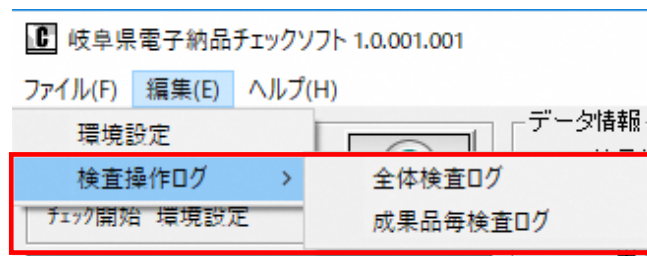 岐阜県電子納品チェックソフト 1.0.001.001
ファイル(F) 編集(E) ヘルプ(H)
環境設定
データ情報
検査操作ログ >
全体検査ログ
成果品毎検査ログ
チェック開始 環境設定